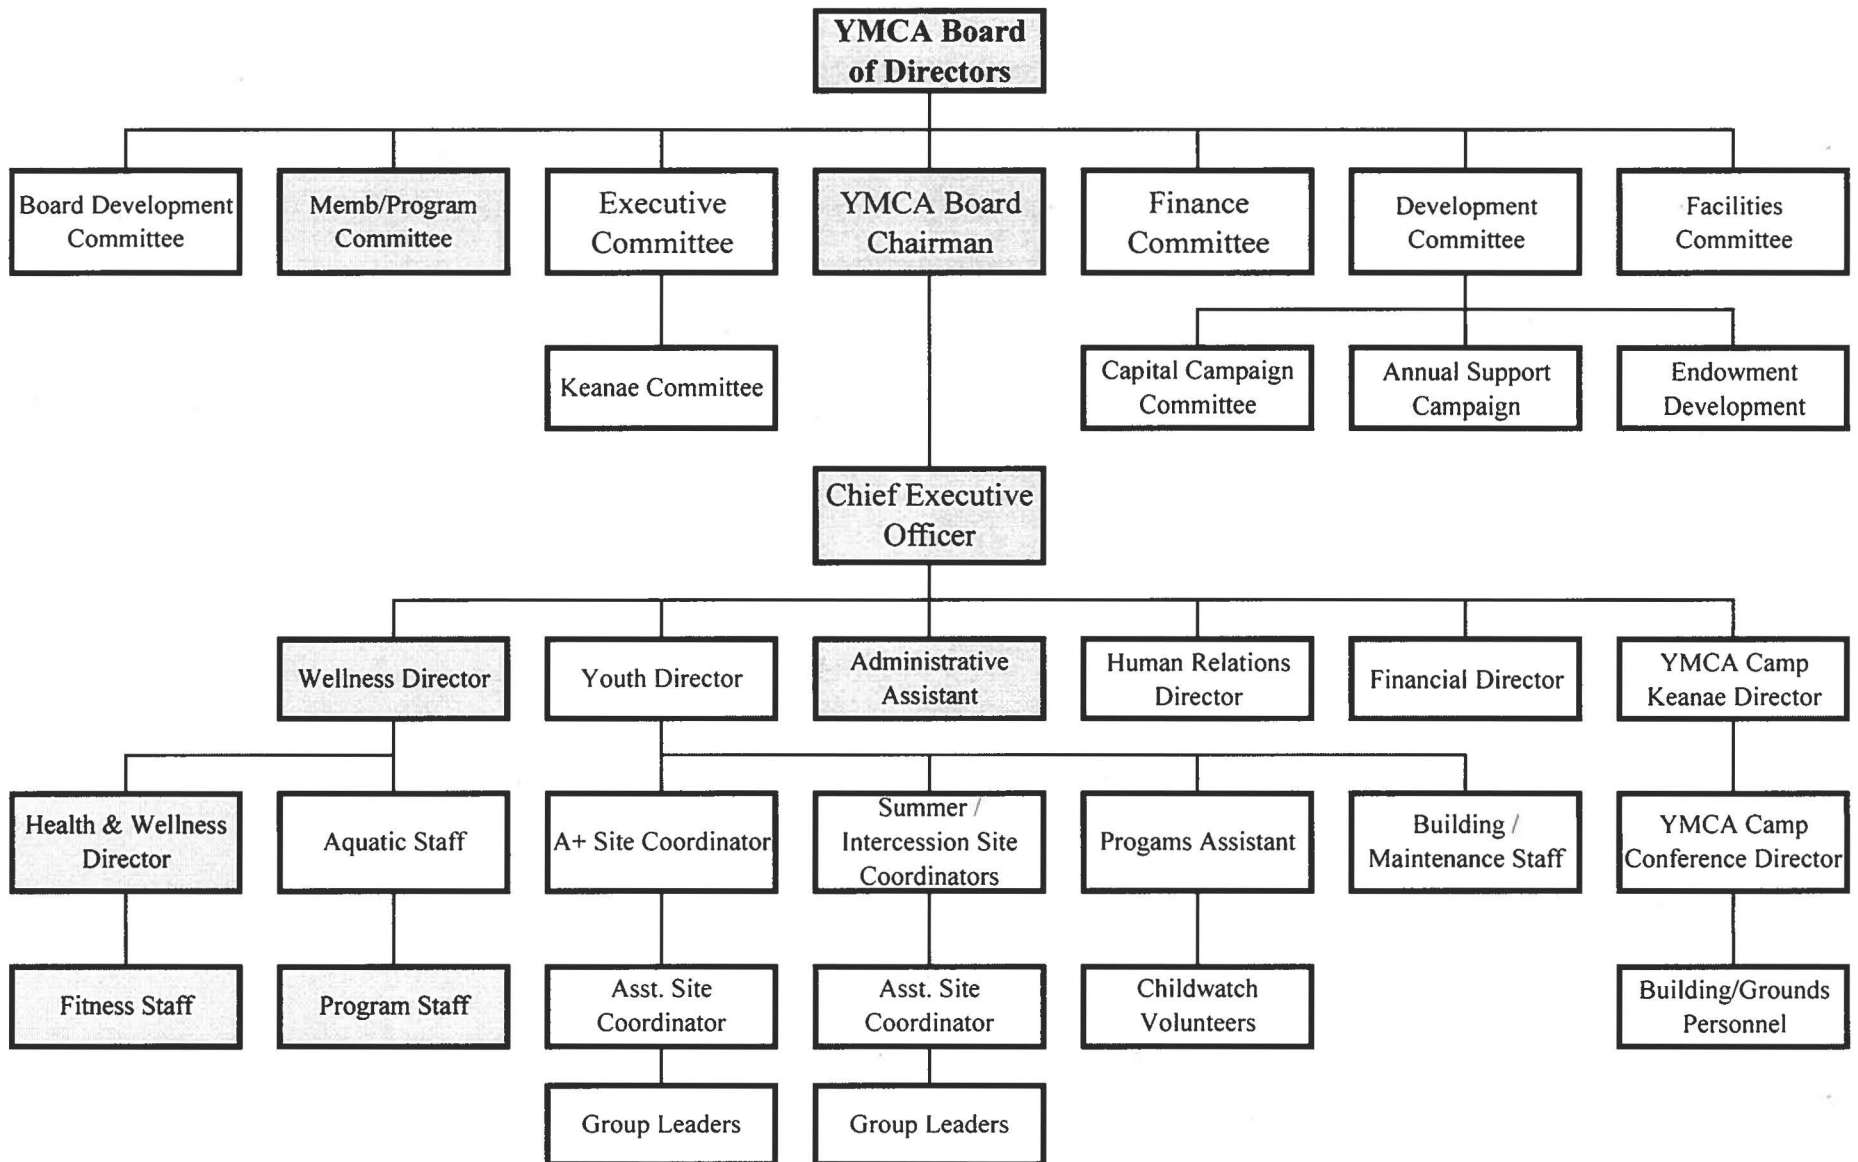 YMCA Board
of Directors
Board Development
Committee
Memb/Program
Committee
Executive
Committee
YMCA Board
Chairman
Finance
Committee
Development
Committee
Facilities
Committee
Keanae Committee
Capital Campaign
Committee
Annual Support
Campaign
Endowment
Development
Chief Executive
Officer
Wellness Director
Youth Director
Administrative
Assistant
Human Relations
Director
Financial Director
YMCA Camp
Keanae Director
Health & Wellness
Director
Aquatic Staff
A+ Site Coordinator
Summer /
Intercession Site
Coordinators
Progams Assistant
Building /
Maintenance Staff
YMCA Camp
Conference Director
Fitness Staff
Program Staff
Asst. Site
Coordinator
Asst. Site
Coordinator
Childwatch
Volunteers
Building/Grounds
Personnel
Group Leaders
Group Leaders